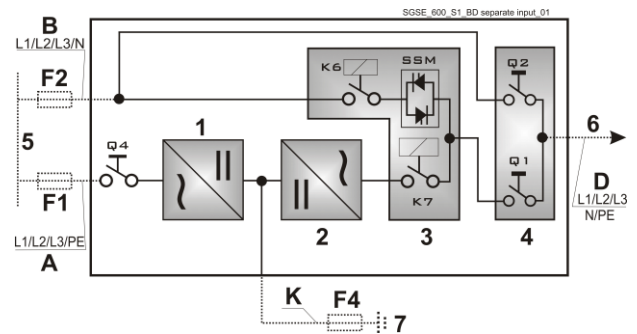 SGSE_600_S1_BD separate input_01
B
L1/L2/L3/N
F2
K6
SSM
Q2
5
Q4
1
6
F1
Q1
D
L1/L2/L3
N/PE
K7
L1/L2/L3/PE
A
2
3
4
K
F4
7